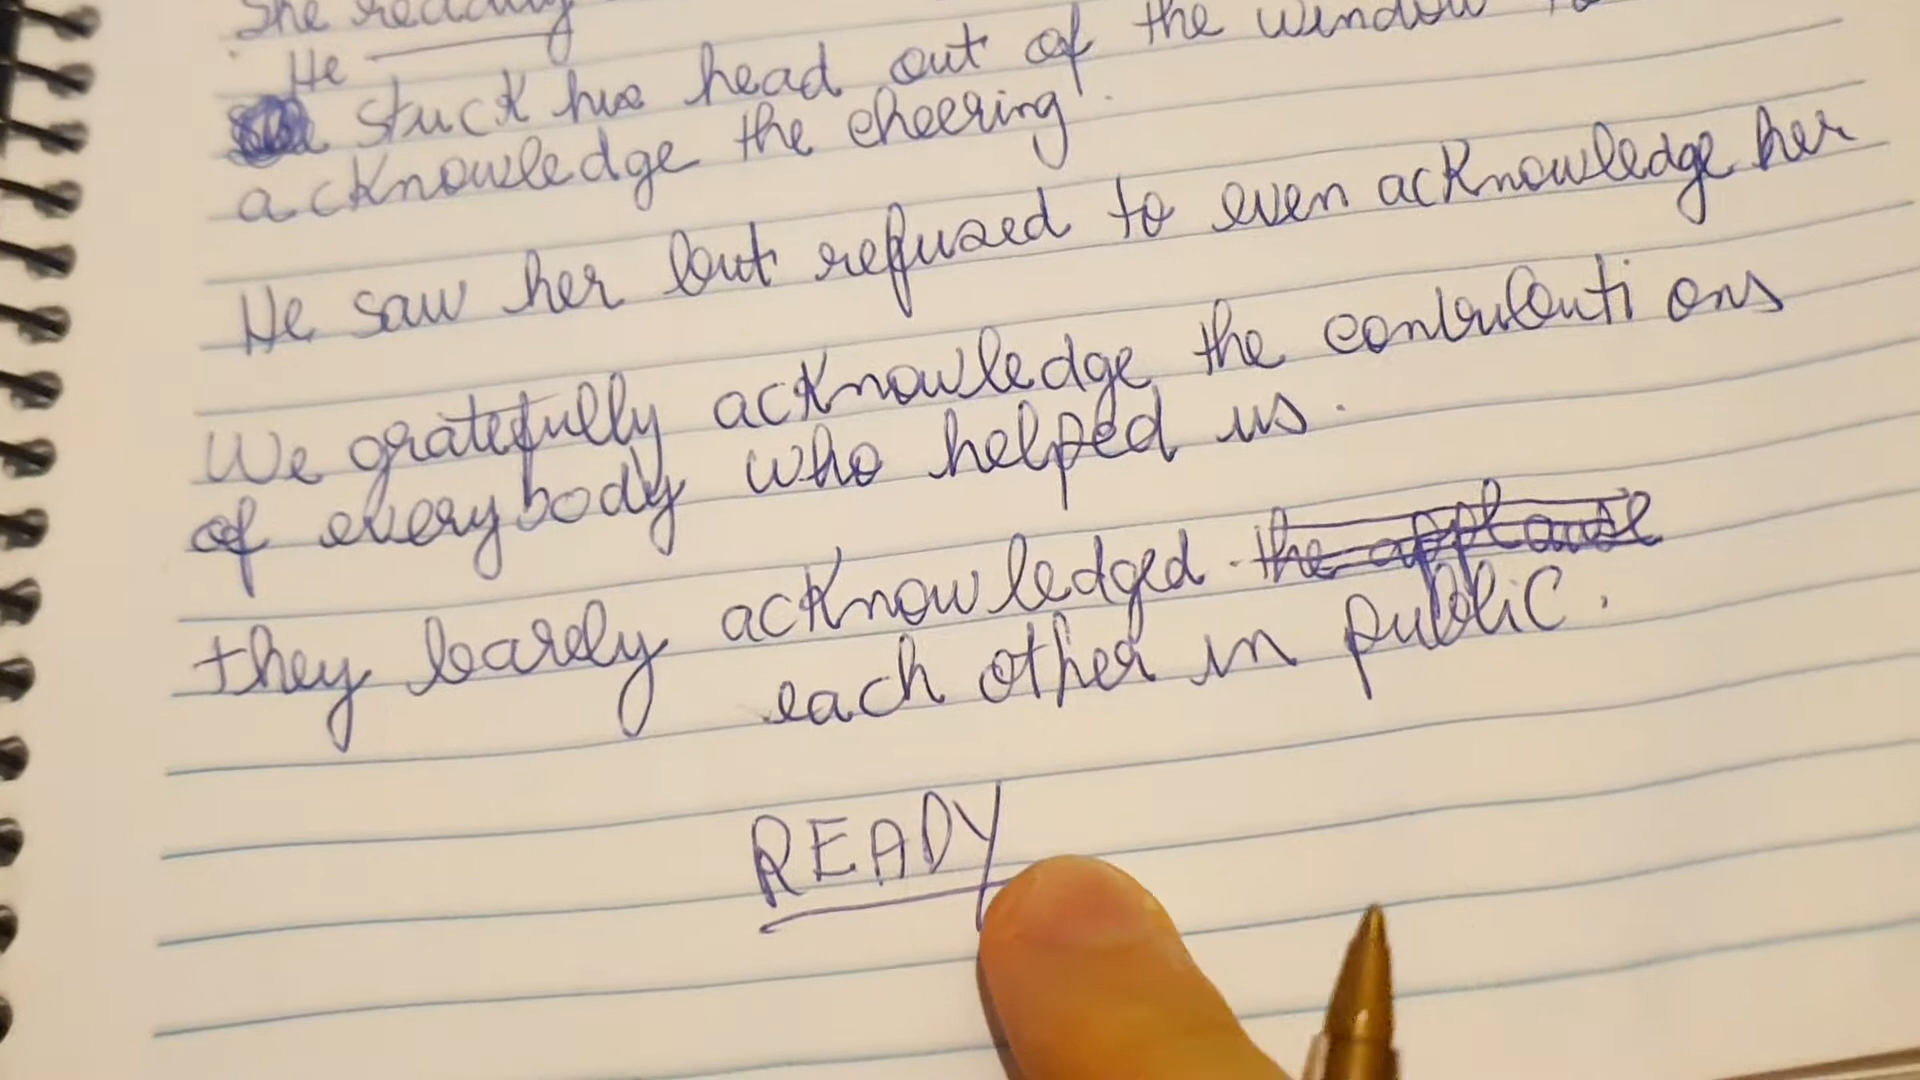 She readily
He
stuck his head out of the window to
acknowledge the cheering.
He saw her but refused to even acknowledge her
We gratefully acknowledge the contributions
of everybody who helped us.
they barely acknowledged the applause
each other in public.
READY